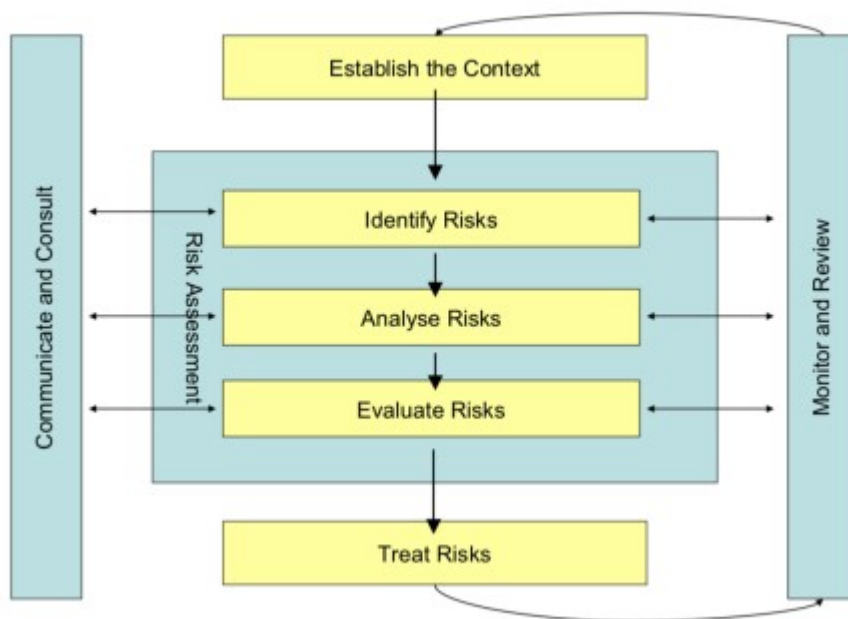 Establish the Context
Communicate and Consult
Risk Assessment
Identify Risks
Analyse Risks
Evaluate Risks
Monitor and Review
Treat Risks